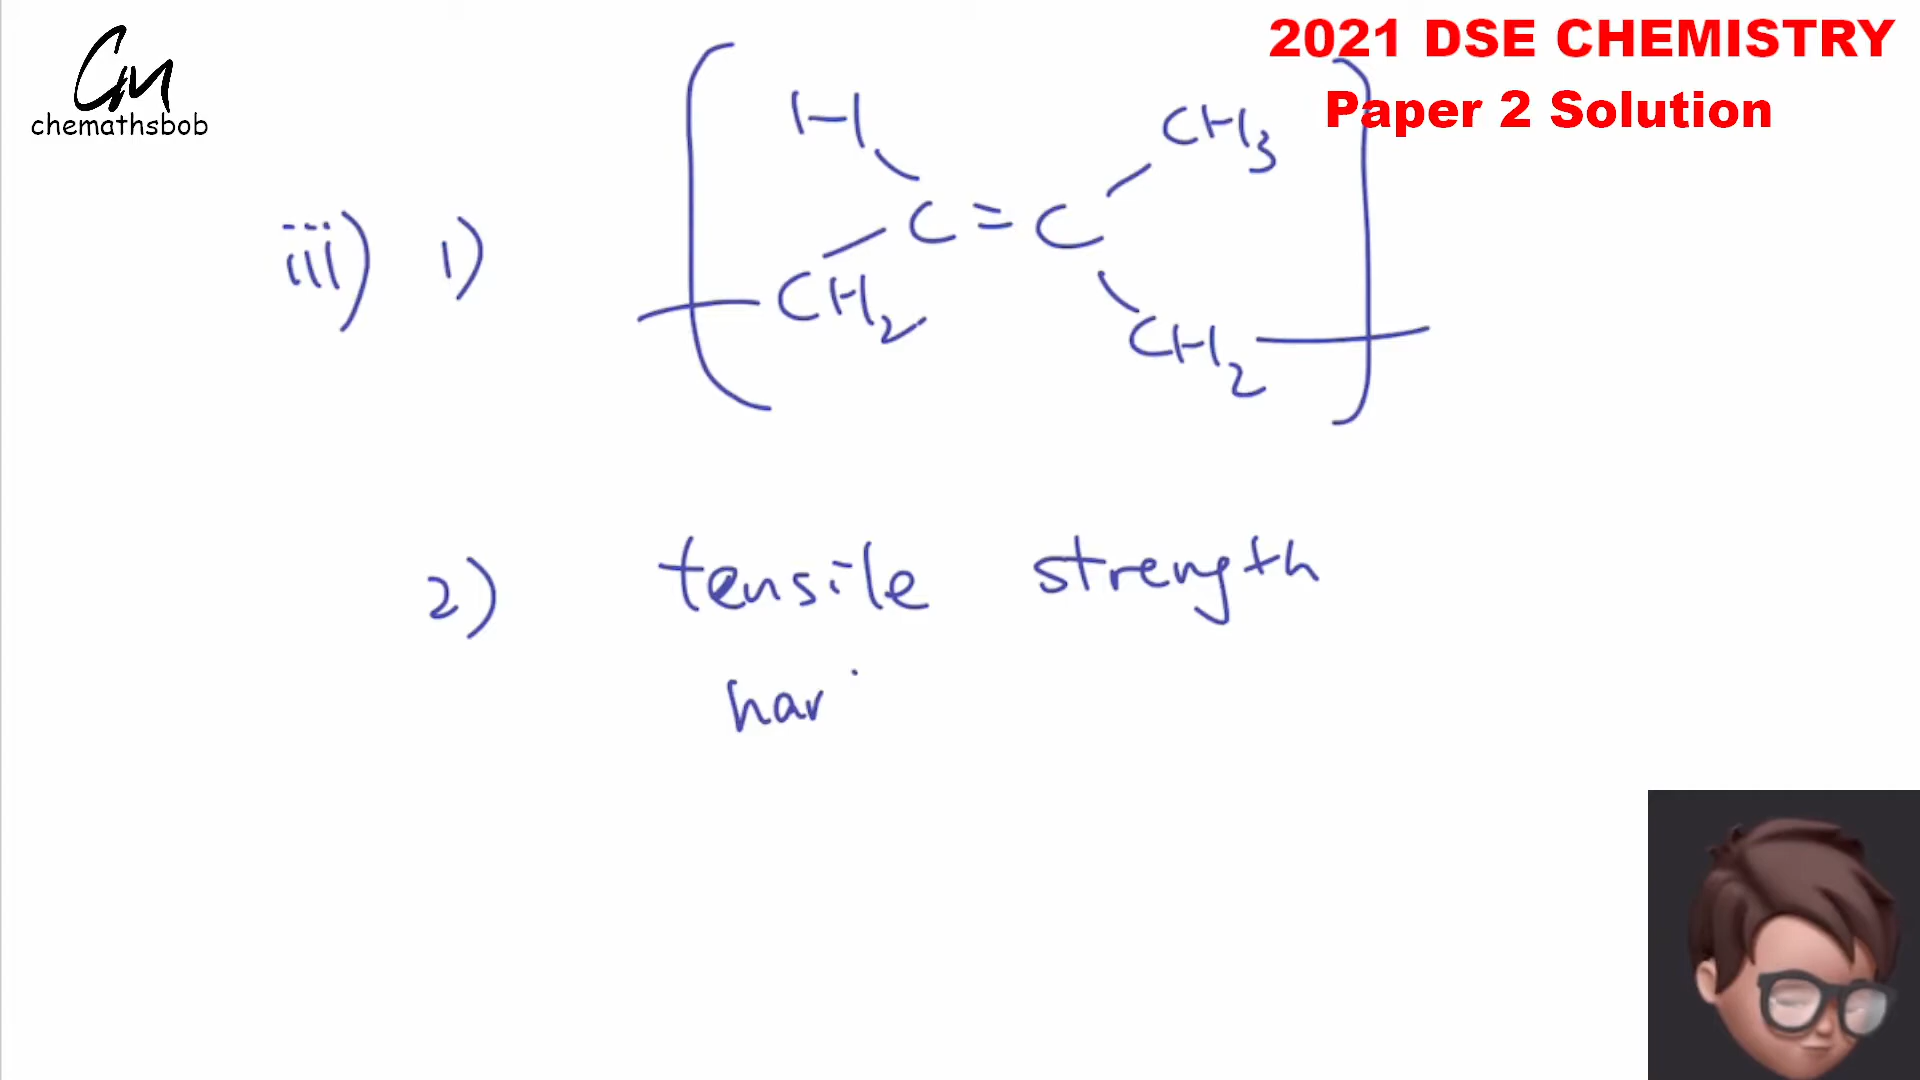 CM
chemathsbob
2021 DSE CHEMISTRY
Paper 2 Solution
iii) 1)
H
CH₃
C = C
CH₂
CH₂
2) tensile strength
har